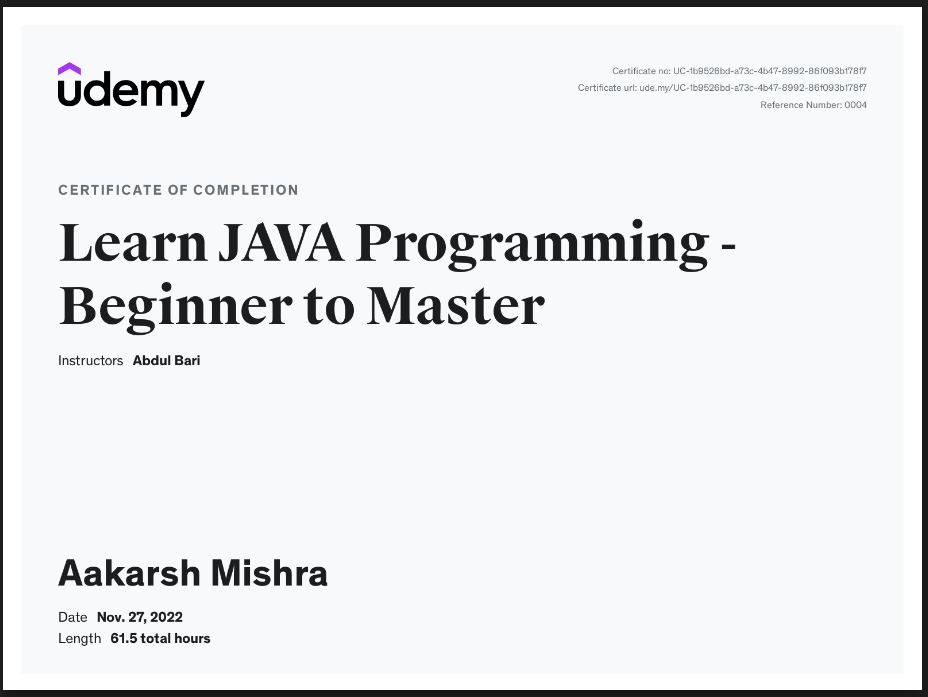 udemy
Certificate no: UC-1b9526bd-a73c-4b47-8992-86f093b178f7
Certificate url: ude.my/UC-1b9526bd-a73c-4b47-8992-86f093b178f7
Reference Number: 0004
CERTIFICATE OF COMPLETION
Learn JAVA Programming -
Beginner to Master
Instructors Abdul Bari
Aakarsh Mishra
Date Nov. 27, 2022
Length 61.5 total hours